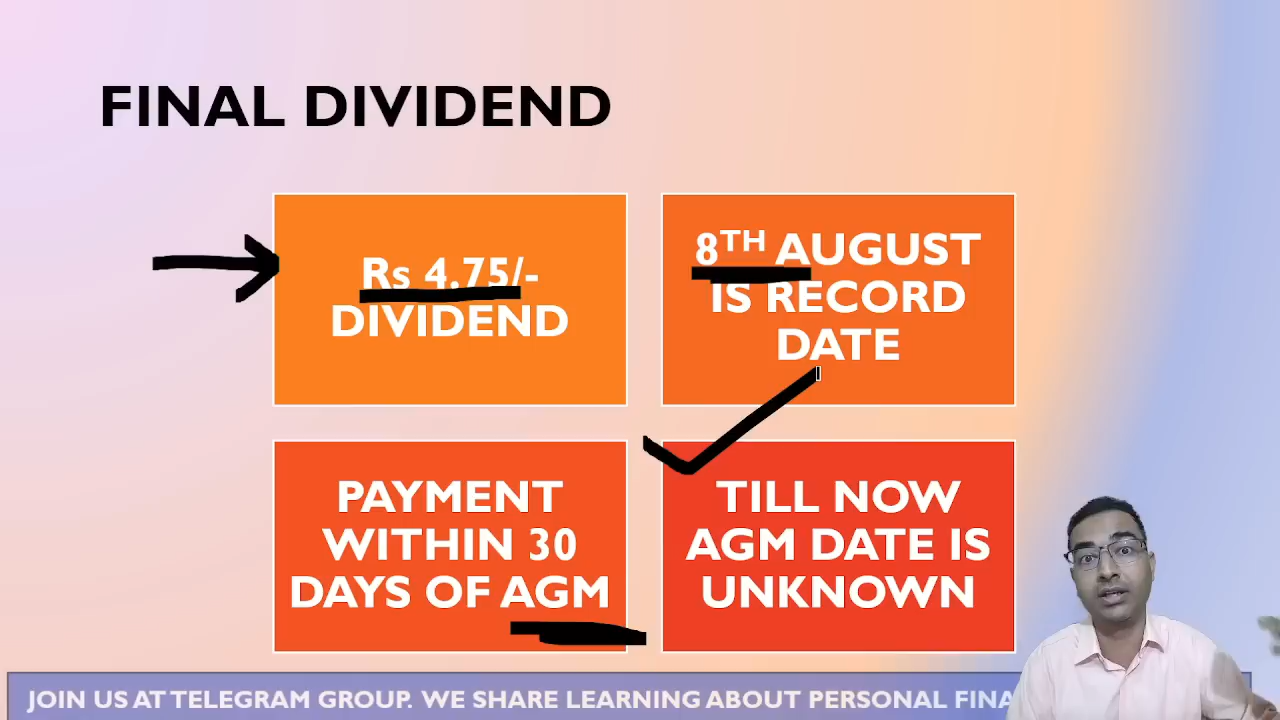 FINAL DIVIDEND
Rs 4.75/-
DIVIDEND
8TH AUGUST
IS RECORD
DATE
PAYMENT
WITHIN 30
DAYS OF AGM
TILL NOW
AGM DATE IS
UNKNOWN
JOIN US AT TELEGRAM GROUP. WE SHARE LEARNING ABOUT PERSONAL